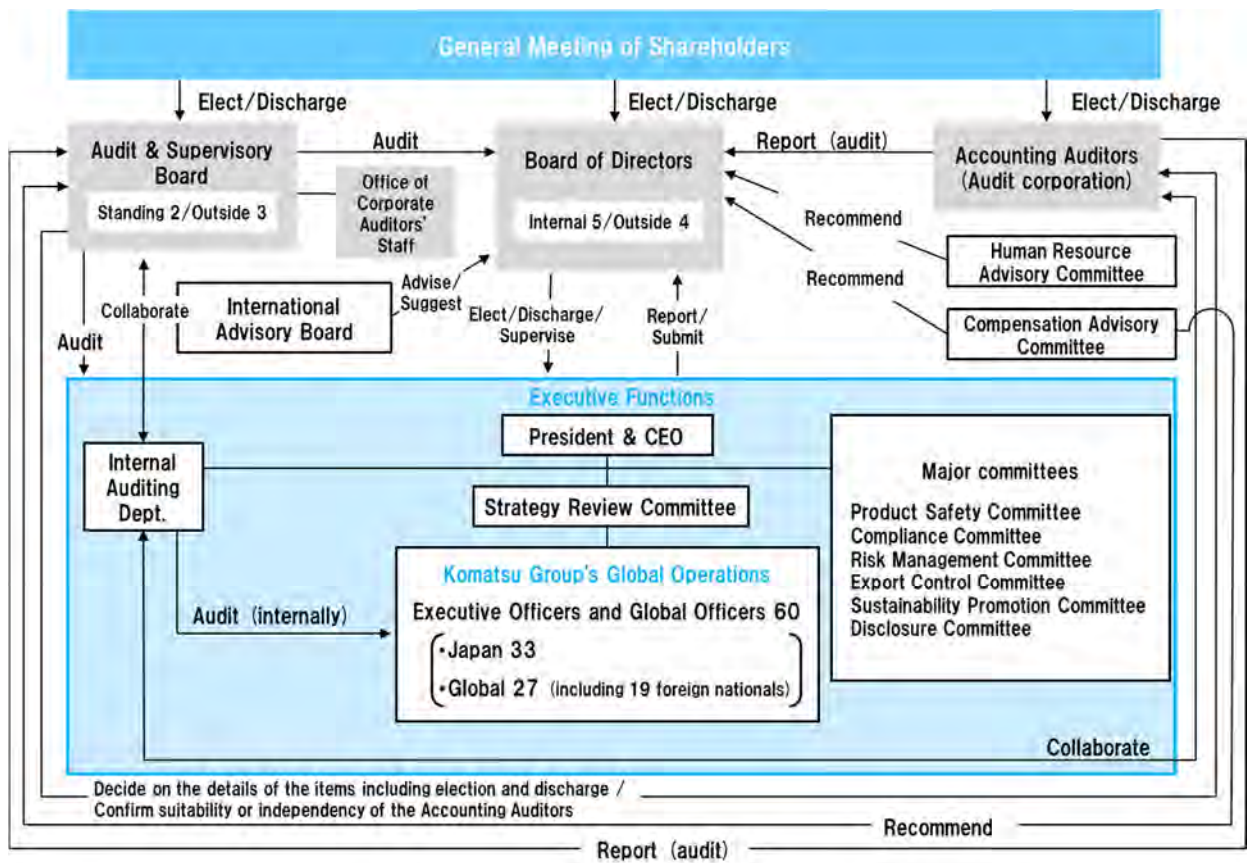 General Meeting of Shareholders
Elect/Discharge
Elect/Discharge
Elect/Discharge
Audit & Supervisory
Board
Standing 2/Outside 3
Audit
Office of
Corporate
Auditors'
Staff
Board of Directors
Internal 5/Outside 4
Report (audit)
Accounting Auditors
(Audit corporation)
Recommend
Human Resource
Advisory Committee
Recommend
Compensation Advisory
Committee
Collaborate
Audit
International
Advisory Board
Advise/
Suggest
Elect/Discharge/
Supervise
Report/
Submit
Executive Functions
President & CEO
Internal
Auditing
Dept.
Strategy Review Committee
Major committees
Product Safety Committee
Compliance Committee
Risk Management Committee
Export Control Committee
Sustainability Promotion Committee
Disclosure Committee
Audit (internally)
Komatsu Group's Global Operations
Executive Officers and Global Officers 60
・Japan 33
・Global 27 (including 19 foreign nationals)
Collaborate
Decide on the details of the items including election and discharge /
Confirm suitability or independency of the Accounting Auditors
Recommend
Report (audit)